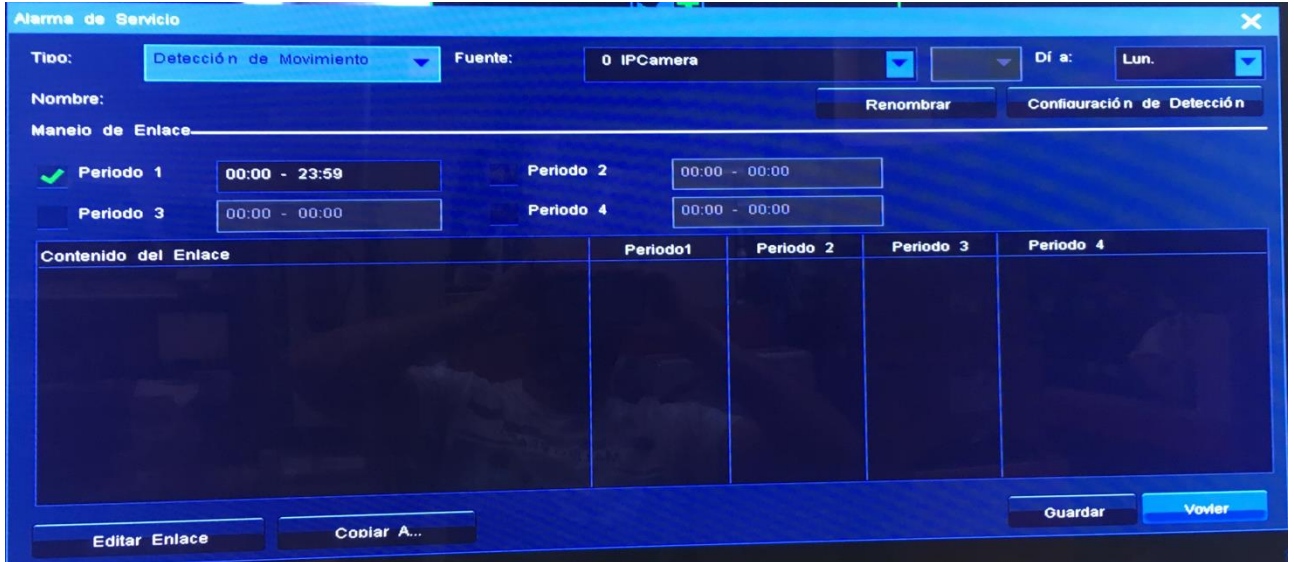 Alarma de Servicio
Tipo: Detección de Movimiento Fuente: 0 IPCamera Día: Lun.
Nombre: Renombrar Configuración de Detección
Manejo de Enlace
Periodo 1 00:00 - 23:59 Periodo 2 00:00 - 00:00
Periodo 3 00:00 - 00:00 Periodo 4 00:00 - 00:00
Contenido del Enlace Periodo1 Periodo 2 Periodo 3 Periodo 4
Editar Enlace Copiar A... Guardar Vovler